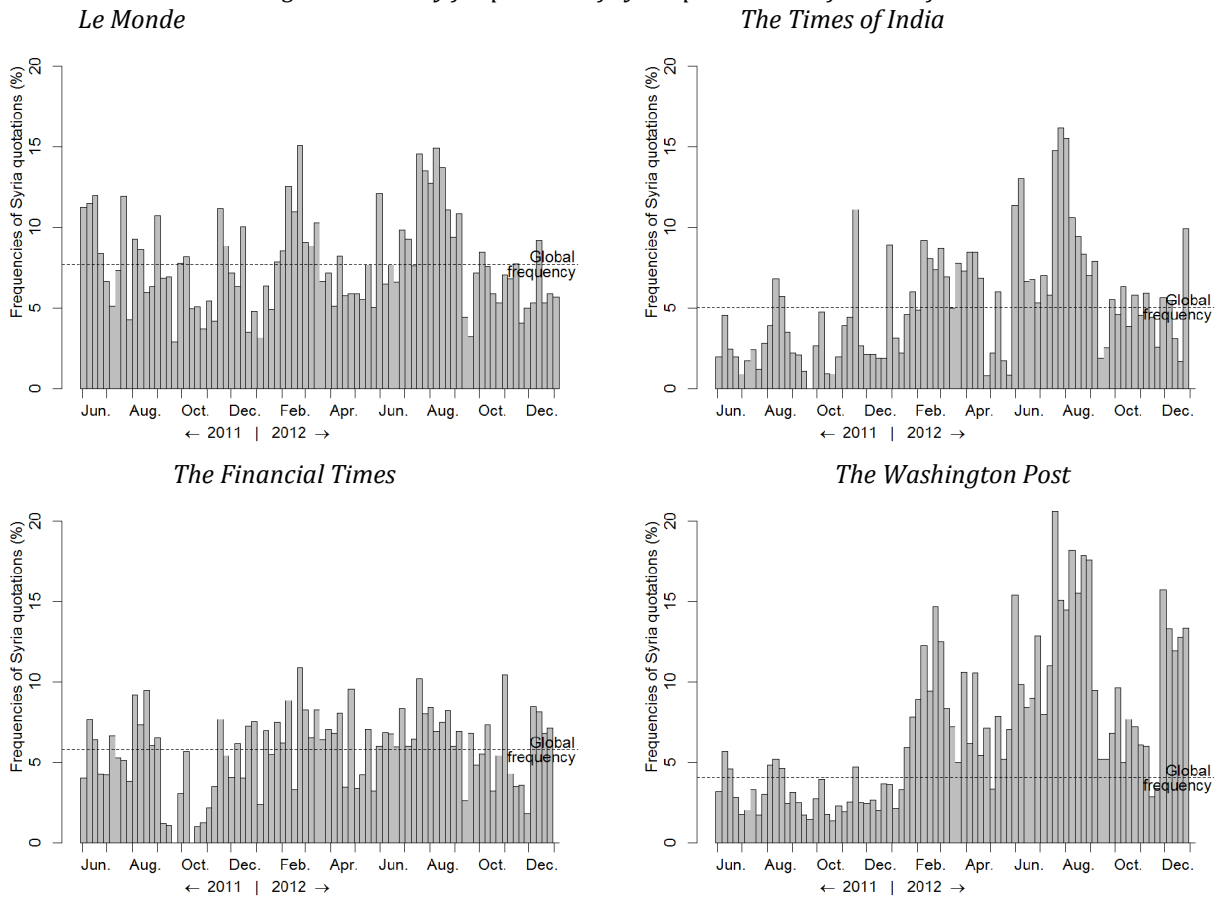 Le Monde
The Times of India
Frequencies of Syria quotations (%)
20
15
10
5
0
Global
frequency
Jun. Aug. Oct. Dec. Feb. Apr. Jun. Aug. Oct. Dec.
← 2011 | 2012 →
Frequencies of Syria quotations (%)
20
15
10
5
0
Global
frequency
Jun. Aug. Oct. Dec. Feb. Apr. Jun. Aug. Oct. Dec.
← 2011 | 2012 →
The Financial Times
The Washington Post
Frequencies of Syria quotations (%)
20
15
10
5
0
Global
frequency
Jun. Aug. Oct. Dec. Feb. Apr. Jun. Aug. Oct. Dec.
← 2011 | 2012 →
Frequencies of Syria quotations (%)
20
15
10
5
0
Global
frequency
Jun. Aug. Oct. Dec. Feb. Apr. Jun. Aug. Oct. Dec.
← 2011 | 2012 →